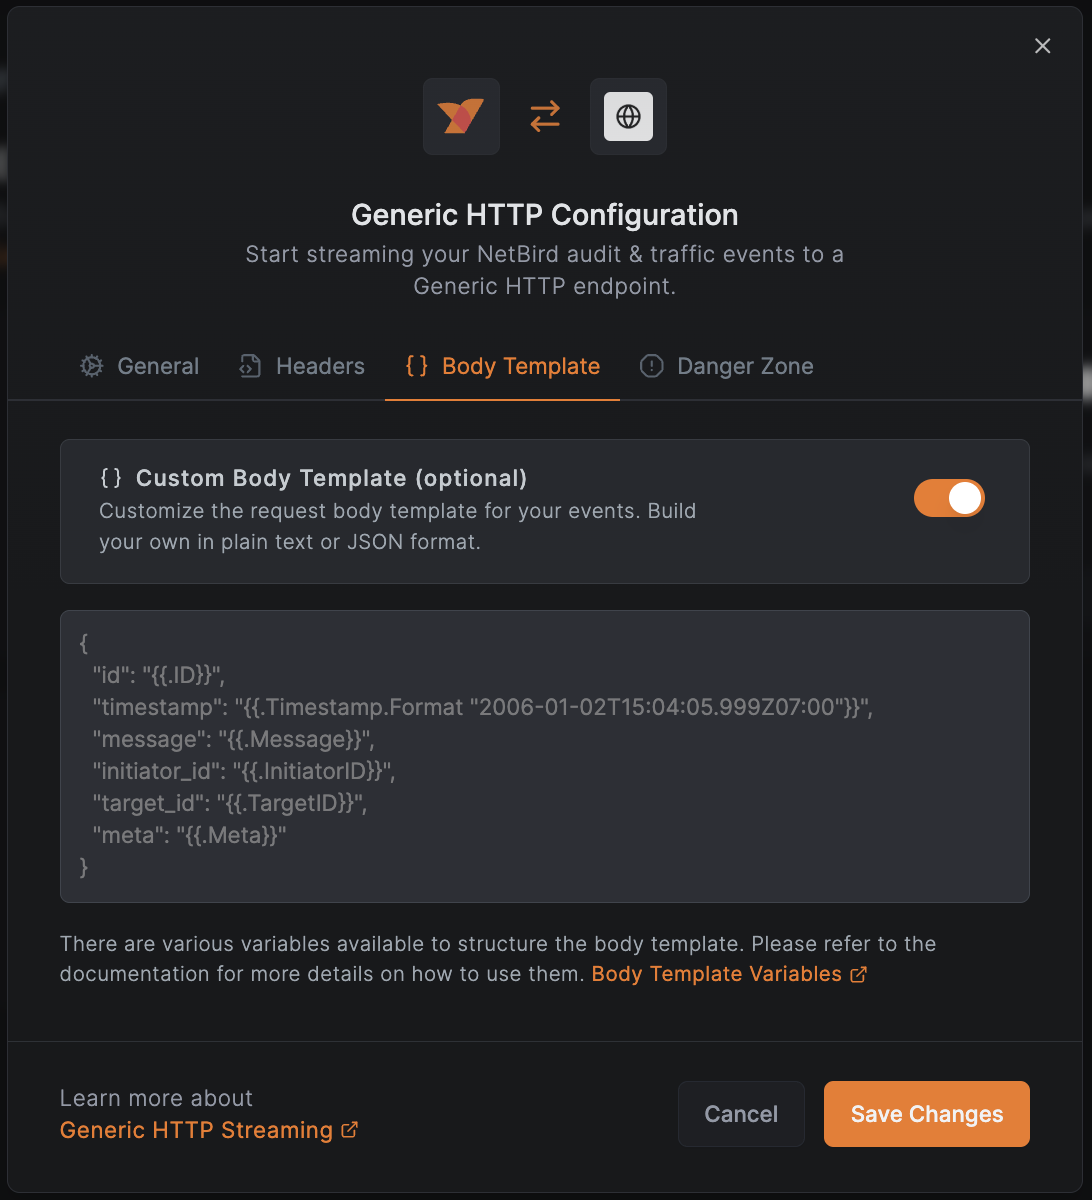 Generic HTTP Configuration
Start streaming your NetBird audit & traffic events to a
Generic HTTP endpoint.
General
Headers
{ } Body Template
Danger Zone
{ } Custom Body Template (optional)
Customize the request body template for your events. Build
your own in plain text or JSON format.
{
"id": "{{.ID}}",
"timestamp": "{{.Timestamp.Format "2006-01-02T15:04:05.999Z07:00"}}",
"message": "{{.Message}}",
"initiator_id": "{{.InitiatorID}}",
"target_id": "{{.TargetID}}",
"meta": "{{.Meta}}"
}
There are various variables available to structure the body template. Please refer to the
documentation for more details on how to use them. Body Template Variables
Learn more about
Generic HTTP Streaming
Cancel
Save Changes